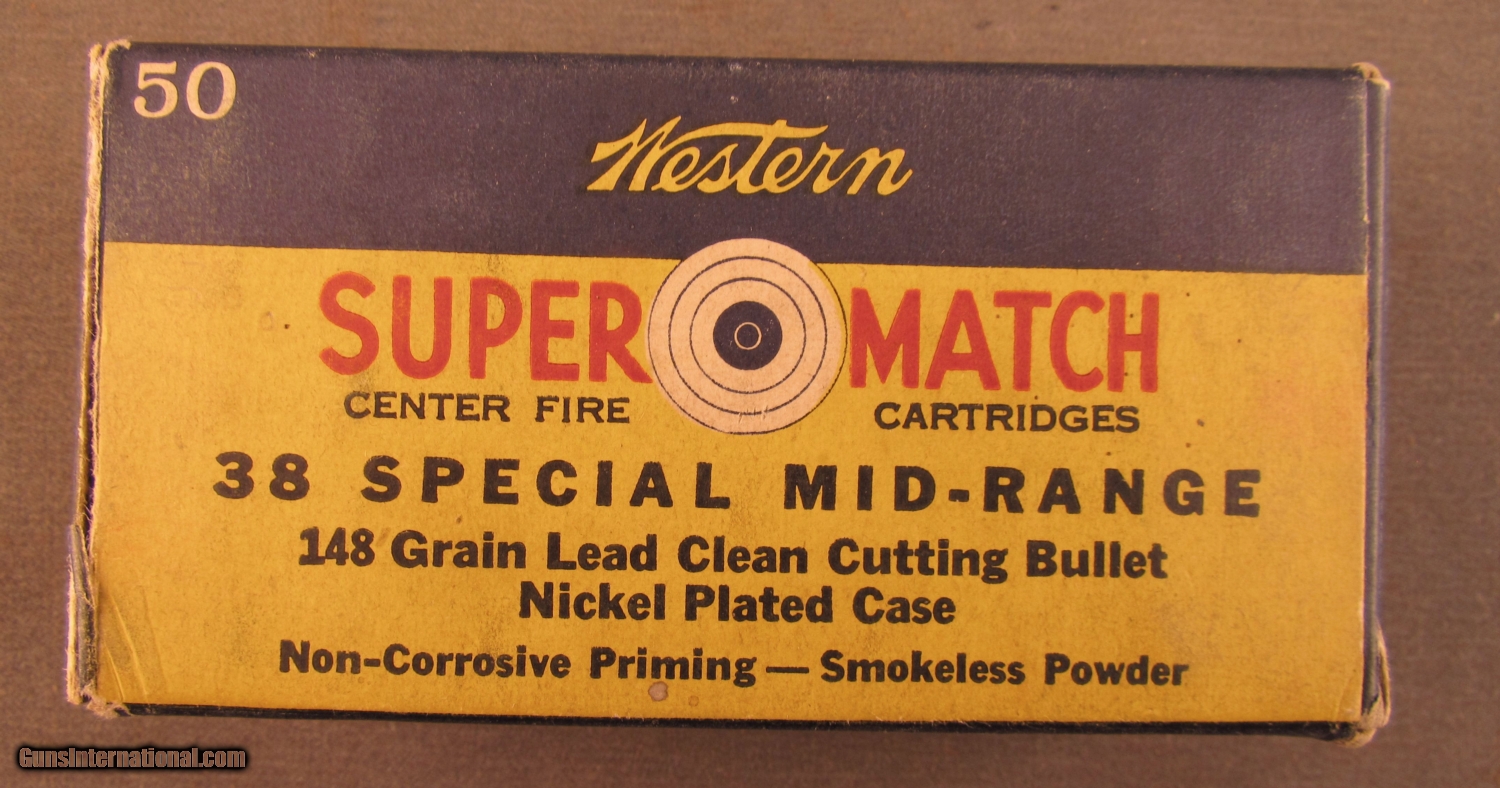 50
Western
SUPER MATCH
CENTER FIRE CARTRIDGES
38 SPECIAL MID-RANGE
148 Grain Lead Clean Cutting Bullet
Nickel Plated Case
Non-Corrosive Priming — Smokeless Powder
GunsInternational.com